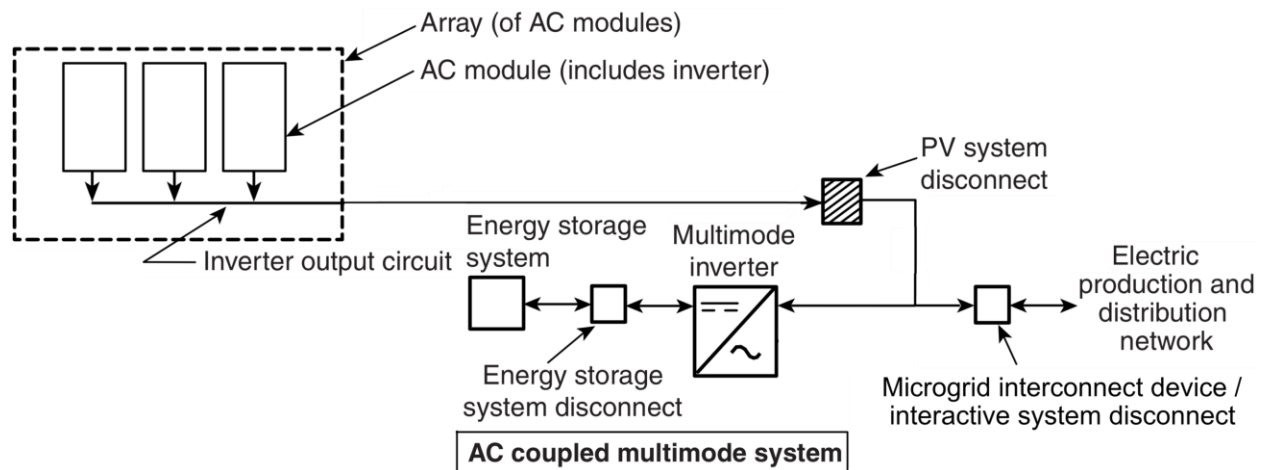 Array (of AC modules)
AC module (includes inverter)
PV system
disconnect
Inverter output circuit
Energy storage
system
Multimode
inverter
Electric
production and
distribution
network
Energy storage
system disconnect
Microgrid interconnect device /
interactive system disconnect
AC coupled multimode system